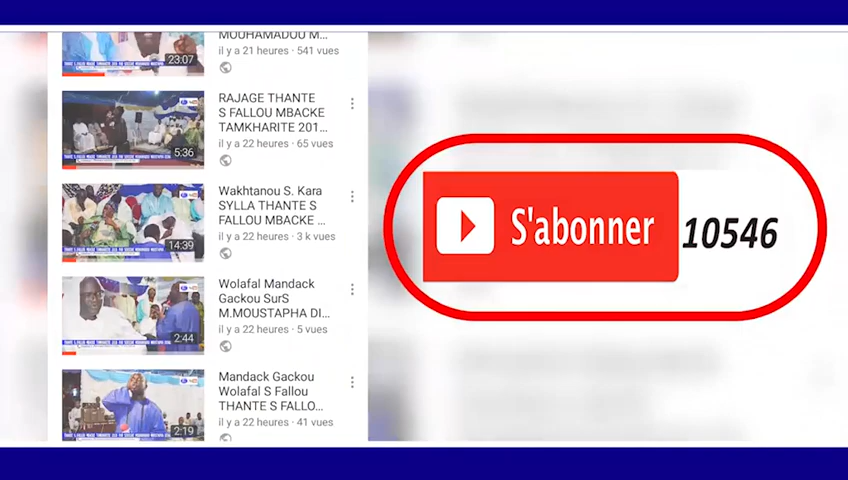 MOUHAMADOU M...
il y a 21 heures · 541 vues
23:07
RAJAGE THANTE
S FALLOU MBACKE
TAMKHARITE 201...
il y a 22 heures · 65 vues
5:36
Wakhtanou S. Kara
SYLLA THANTE S
FALLOU MBACKE ...
il y a 22 heures · 3 k vues
14:39
Wolafal Mandack
Gackou SurS
M.MOUSTAPHA DI...
il y a 22 heures · 5 vues
2:44
Mandack Gackou
Wolafal S Fallou
THANTE S FALLO...
il y a 22 heures · 41 vues
2:19
S'abonner
10546